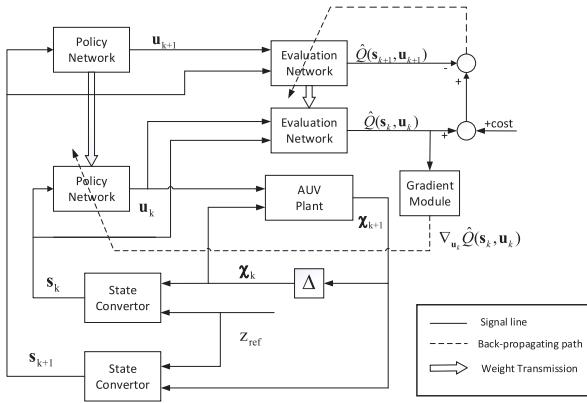 Policy
Network
u_{k+1}
Evaluation
Network
Q̂(s_{k+1}, u_{k+1})
-
+
Evaluation
Network
Q̂(s_k, u_k)
+
+cost
Policy
Network
u_k
AUV
Plant
χ_{k+1}
Gradient
Module
∇_{u_k} Q̂(s_k, u_k)
s_k
State
Convertor
χ_k
Δ
z_{ref}
s_{k+1}
State
Convertor
Signal line
Back-propagating path
Weight Transmission